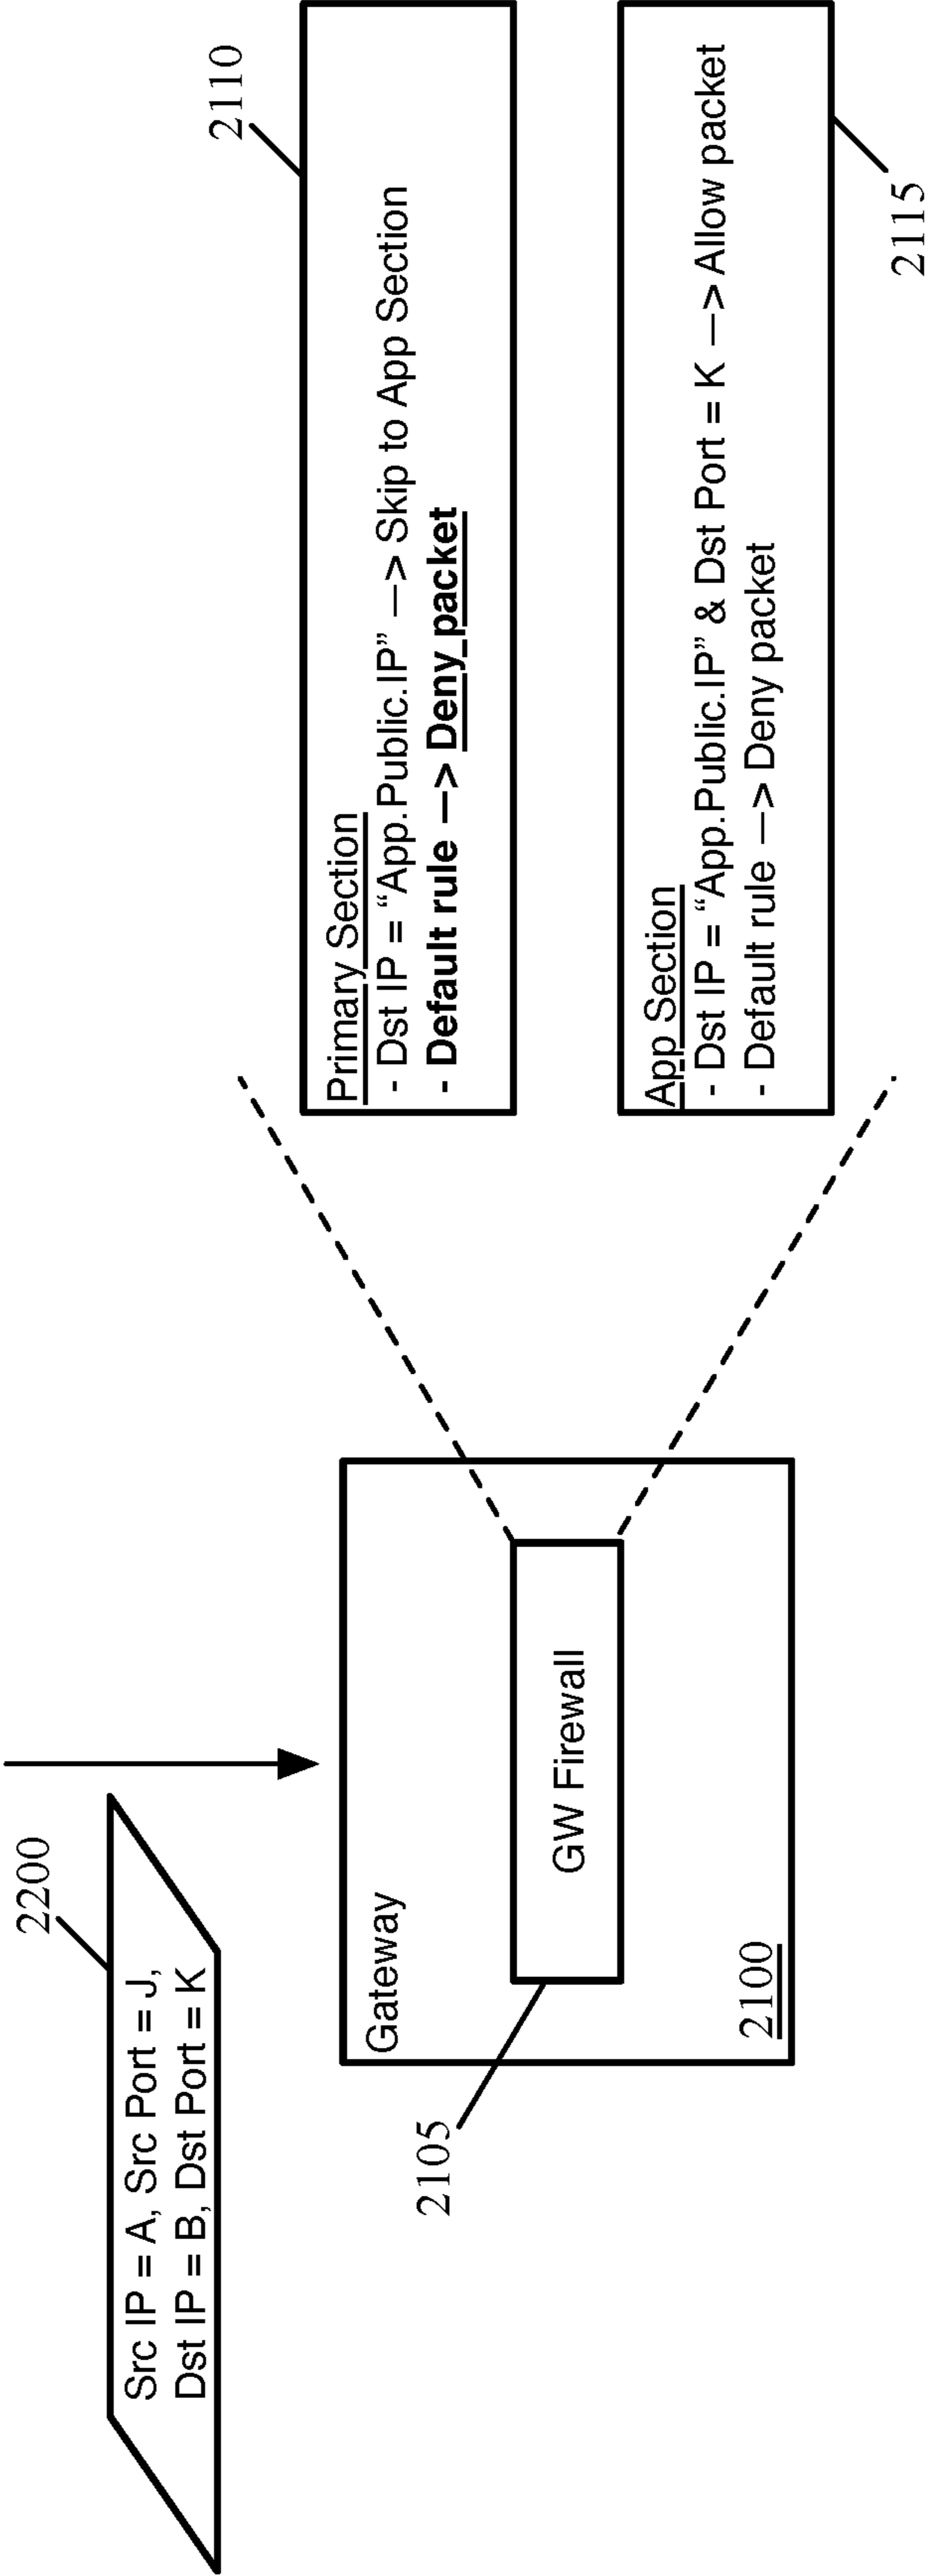 2200
Src IP = A, Src Port = J,
Dst IP = B, Dst Port = K
Gateway
2105
GW Firewall
2100
2110
Primary Section
- Dst IP = “App.Public.IP” —> Skip to App Section
- Default rule —> Deny packet
App Section
- Dst IP = “App.Public.IP” & Dst Port = K —> Allow packet
- Default rule —> Deny packet
2115